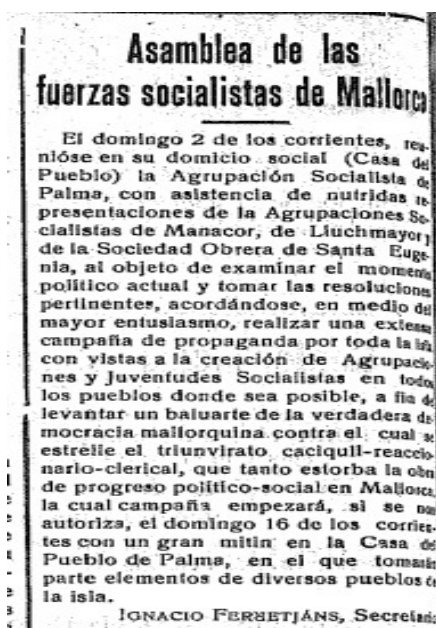 Asamblea de las
fuerzas socialistas de Mallorca
El domingo 2 de los corrientes, reu-
nióse en su domicio social (Casa del
Pueblo) la Agrupación Socialista de
Palma, con asistencia de nutridas re-
presentaciones de la Agrupaciones So-
cialistas de Manacor, de Lluchmayor y
de la Sociedad Obrera de Santa Euge-
nia, al objeto de examinar el momento
político actual y tomar las resoluciones
pertinentes, acordándose, en medio del
mayor entusiasmo, realizar una extensa
campaña de propaganda por toda la isla
con vistas a la creación de Agrupacio-
nes y Juventudes Socialistas en todos
los pueblos donde sea posible, a fin de
levantar un baluarte de la verdadera de-
mocracia mallorquina contra el cual se
estrelle el triunvirato caciquil-reaccio-
nario-clerical, que tanto estorba la obra
de progreso político-social en Mallorca,
la cual campaña empezará, si se nos
autoriza, el domingo 16 de los corrien-
tes con un gran mitin en la Casa del
Pueblo de Palma, en el que tomarán
parte elementos de diversos pueblos de
la isla.
IGNACIO FERRETJÁNS, Secretario